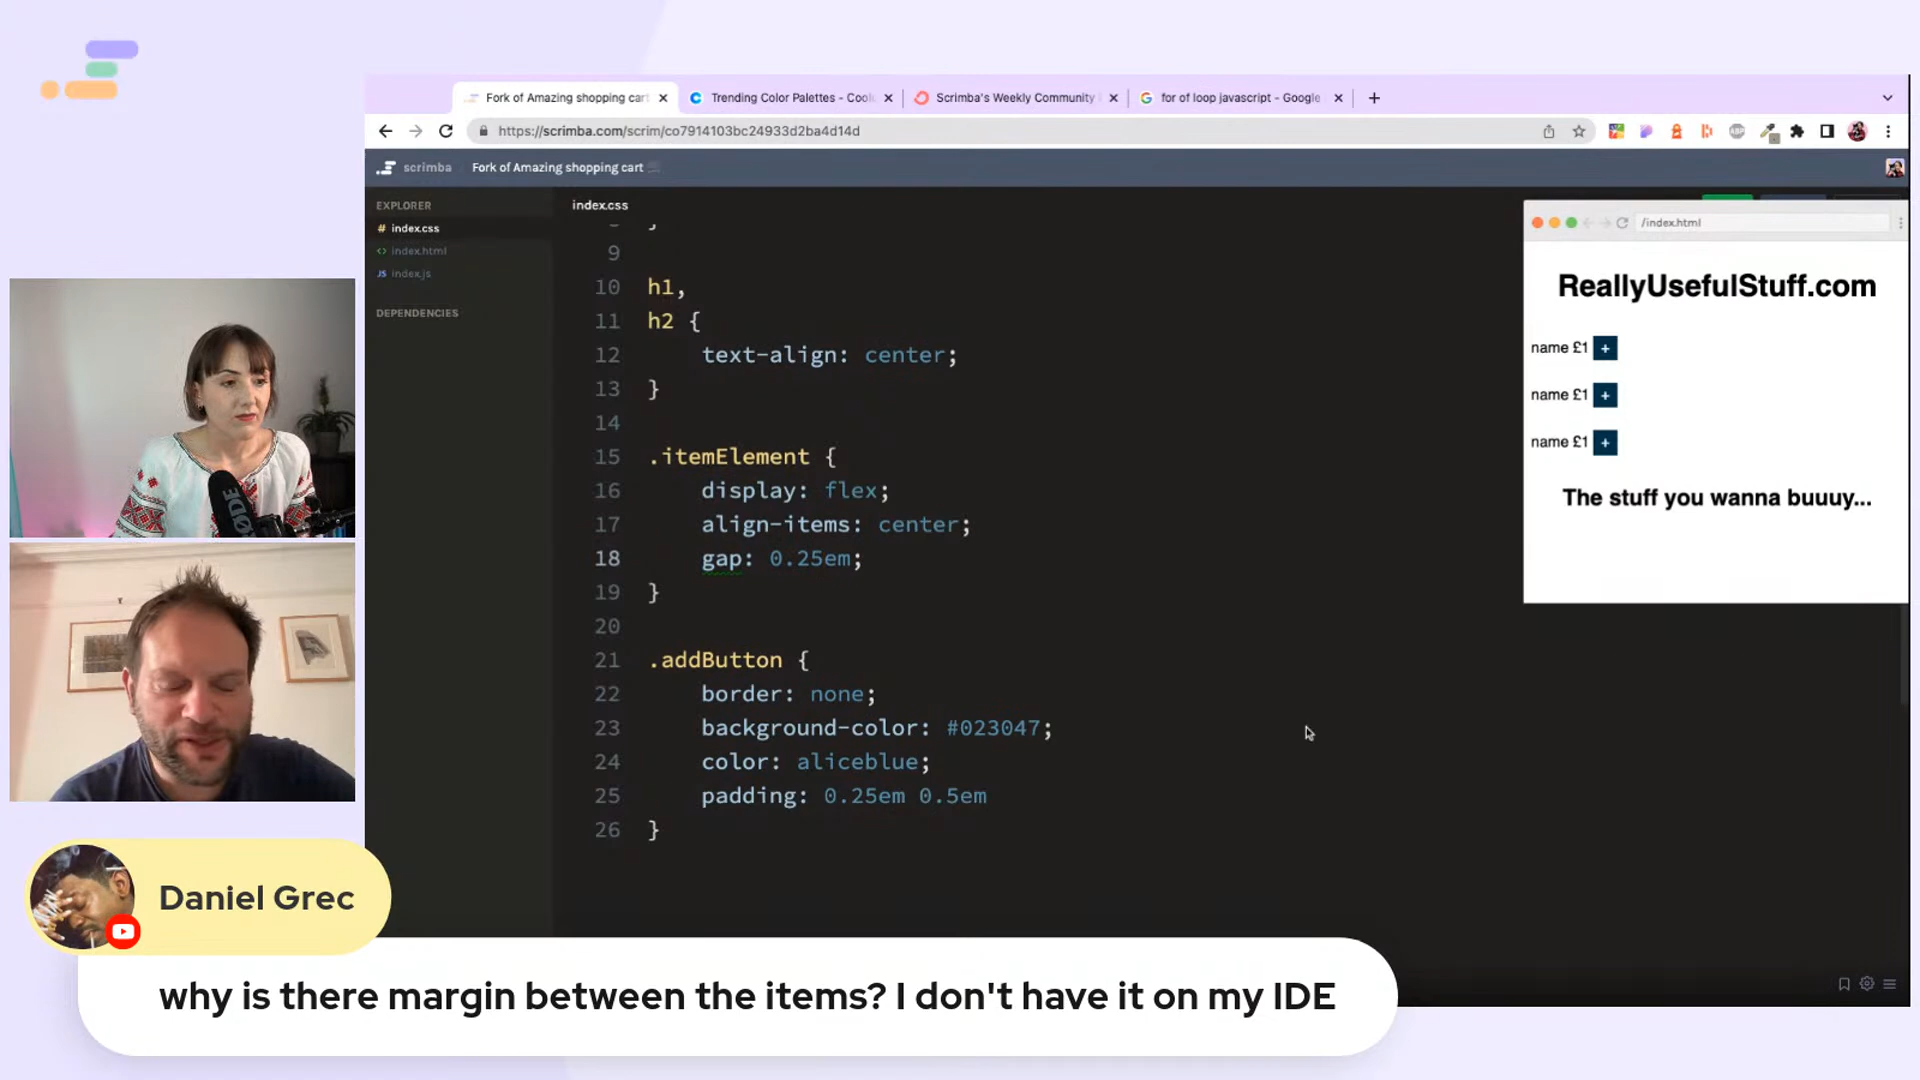 Fork of Amazing shopping cart
Trending Color Palettes - Coolo
Scrimba's Weekly Community
for of loop javascript - Google
https://scrimba.com/scrim/co7914103bc24933d2ba4d14d
ABP
scrimba
Fork of Amazing shopping cart
EXPLORER
# index.css
<> index.html
JS index.js
DEPENDENCIES
index.css
}
9
10 h1,
11 h2 {
12 text-align: center;
13 }
14
15 .itemElement {
16 display: flex;
17 align-items: center;
18 gap: 0.25em;
19 }
20
21 .addButton {
22 border: none;
23 background-color: #023047;
24 color: aliceblue;
25 padding: 0.25em 0.5em
26 }
/index.html
ReallyUsefulStuff.com
name £1 +
name £1 +
name £1 +
The stuff you wanna buuuy...
RØDE
Daniel Grec
why is there margin between the items? I don't have it on my IDE